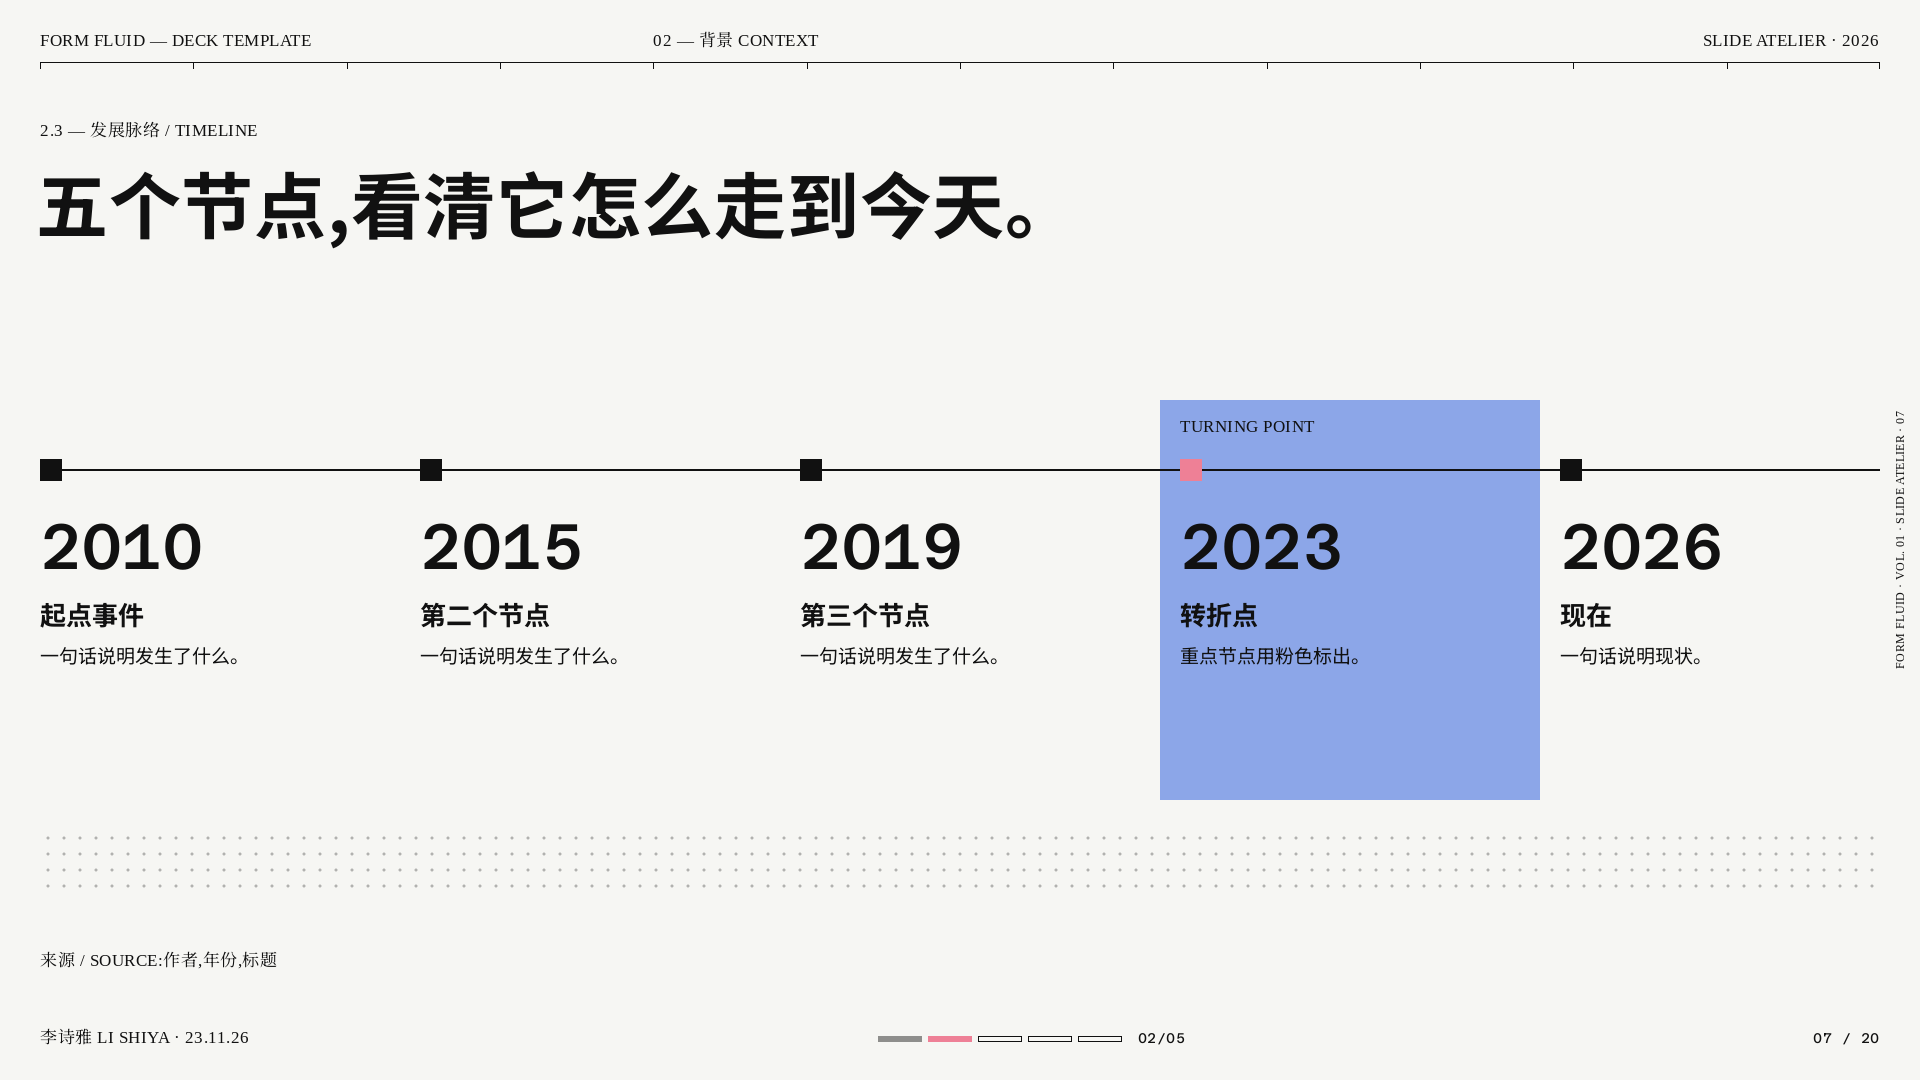 FORM FLUID — DECK TEMPLATE
02 — 背景 CONTEXT
SLIDE ATELIER · 2026
2.3 — 发展脉络 / TIMELINE
五个节点,看清它怎么走到今天。
TURNING POINT
2010
起点事件
一句话说明发生了什么。
2015
第二个节点
一句话说明发生了什么。
2019
第三个节点
一句话说明发生了什么。
2023
转折点
重点节点用粉色标出。
2026
现在
一句话说明现状。
FORM FLUID · VOL. 01 · SLIDE ATELIER · 07
来源 / SOURCE:作者,年份,标题
李诗雅 LI SHIYA · 23.11.26
02/05
07 / 20